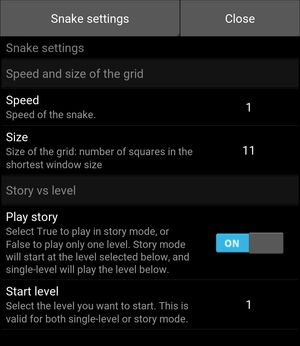 Snake settings Close
Snake settings
Speed and size of the grid
Speed
Speed of the snake.
1
Size
Size of the grid: number of squares in the
shortest window size
11
Story vs level
Play story
Select True to play in story mode, or
False to play only one level. Story mode
will start at the level selected below, and
single-level will play the level below.
ON
Start level
Select the level you want to start. This is
valid for both single-level or story mode.
1